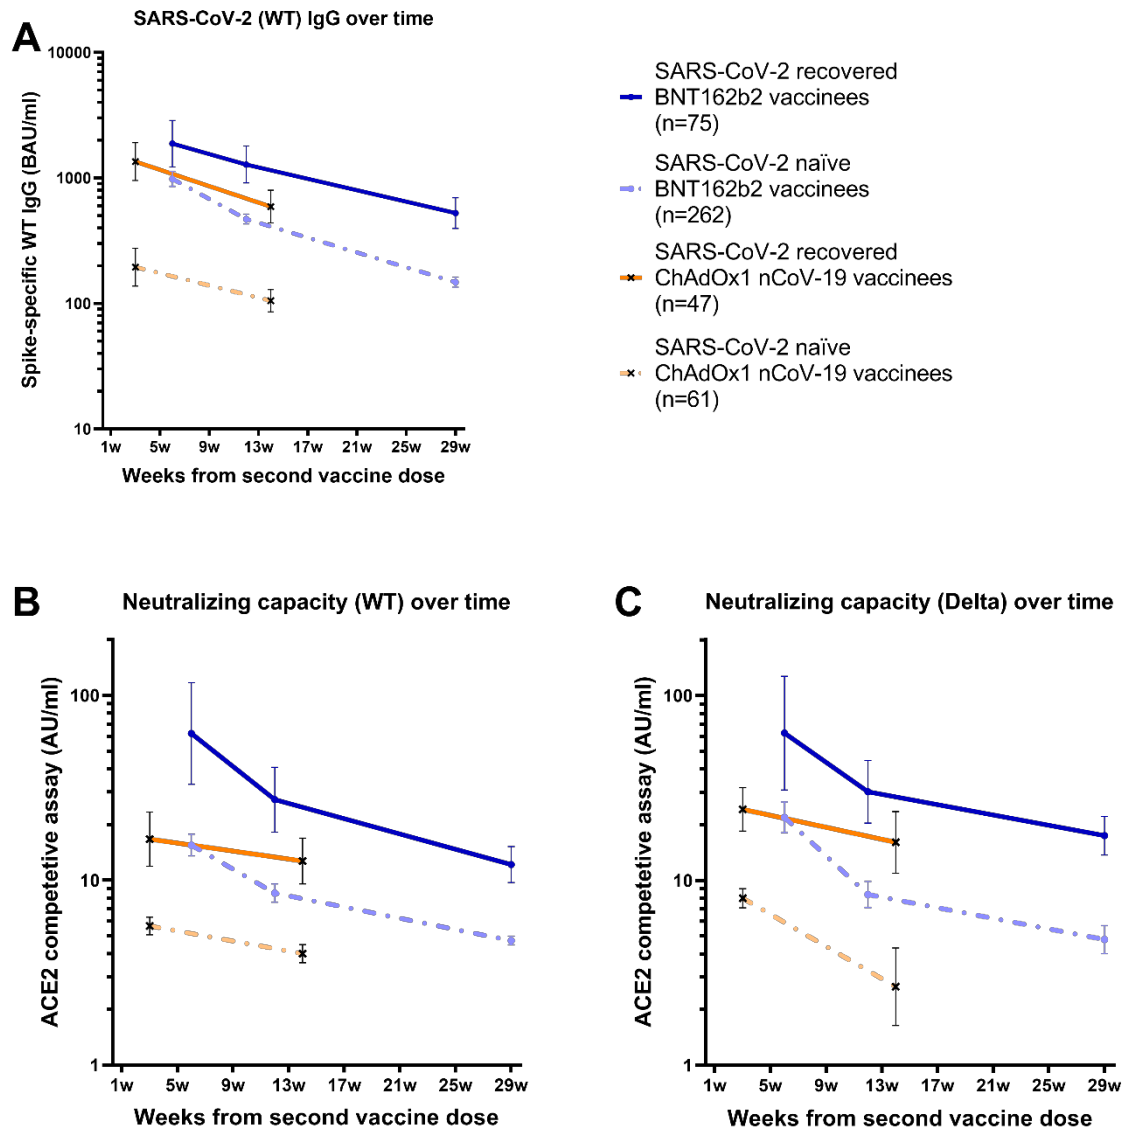 A
SARS-CoV-2 (WT) IgG over time
Spike-specific WT IgG (BAU/ml)
10000
1000
100
10
1w 5w 9w 13w 17w 21w 25w 29w
Weeks from second vaccine dose
SARS-CoV-2 recovered
BNT162b2 vaccinees
(n=75)
SARS-CoV-2 naïve
BNT162b2 vaccinees
(n=262)
SARS-CoV-2 recovered
ChAdOx1 nCoV-19 vaccinees
(n=47)
SARS-CoV-2 naïve
ChAdOx1 nCoV-19 vaccinees
(n=61)
B
Neutralizing capacity (WT) over time
ACE2 competetive assay (AU/ml)
100
10
1
1w 5w 9w 13w 17w 21w 25w 29w
Weeks from second vaccine dose
C
Neutralizing capacity (Delta) over time
ACE2 competetive assay (AU/ml)
100
10
1
1w 5w 9w 13w 17w 21w 25w 29w
Weeks from second vaccine dose